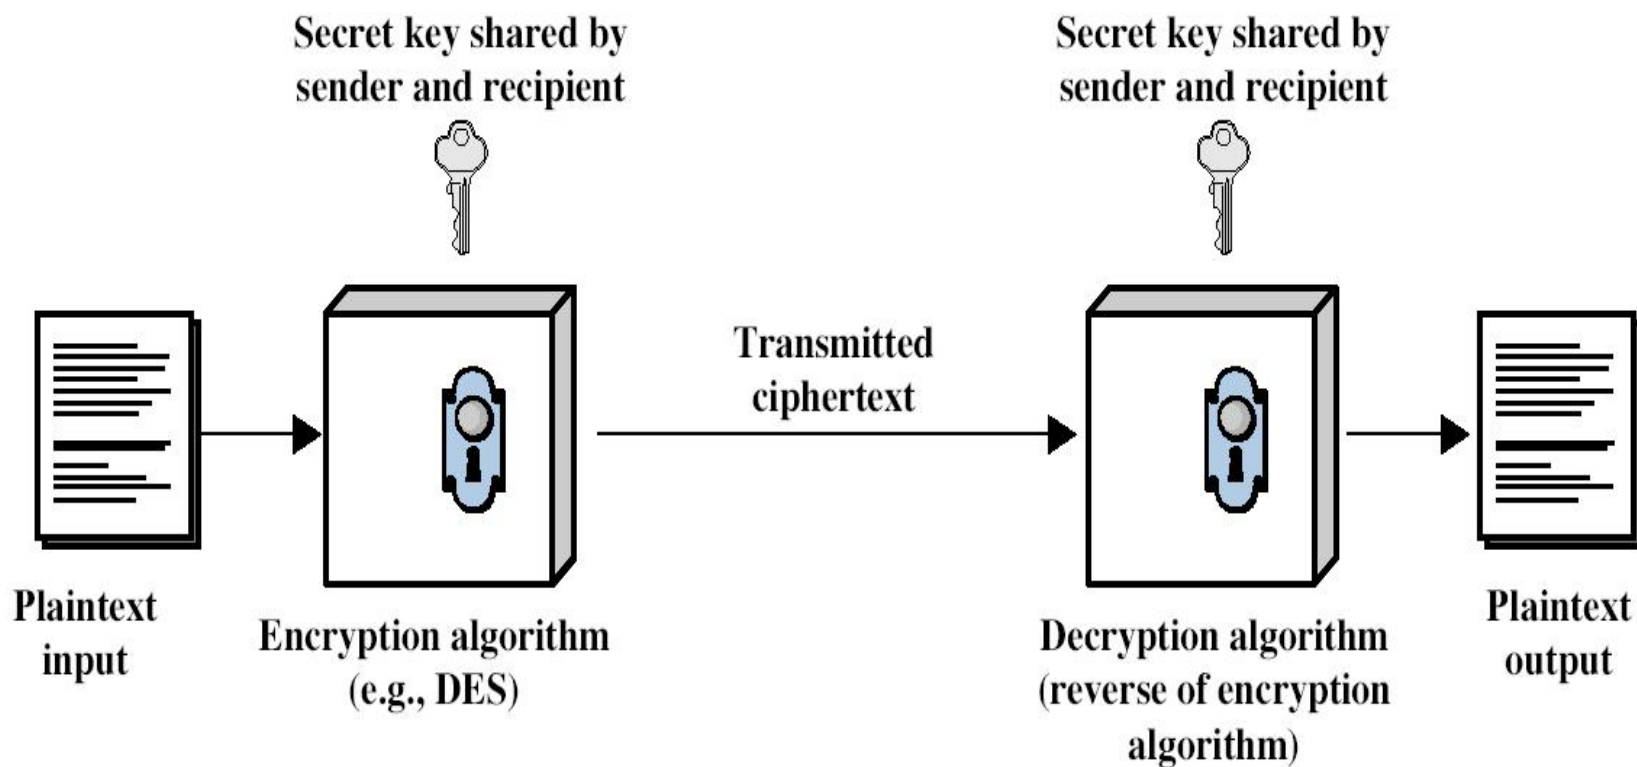 Secret key shared by
sender and recipient
Secret key shared by
sender and recipient
Transmitted
ciphertext
Plaintext
input
Encryption algorithm
(e.g., DES)
Decryption algorithm
(reverse of encryption
algorithm)
Plaintext
output